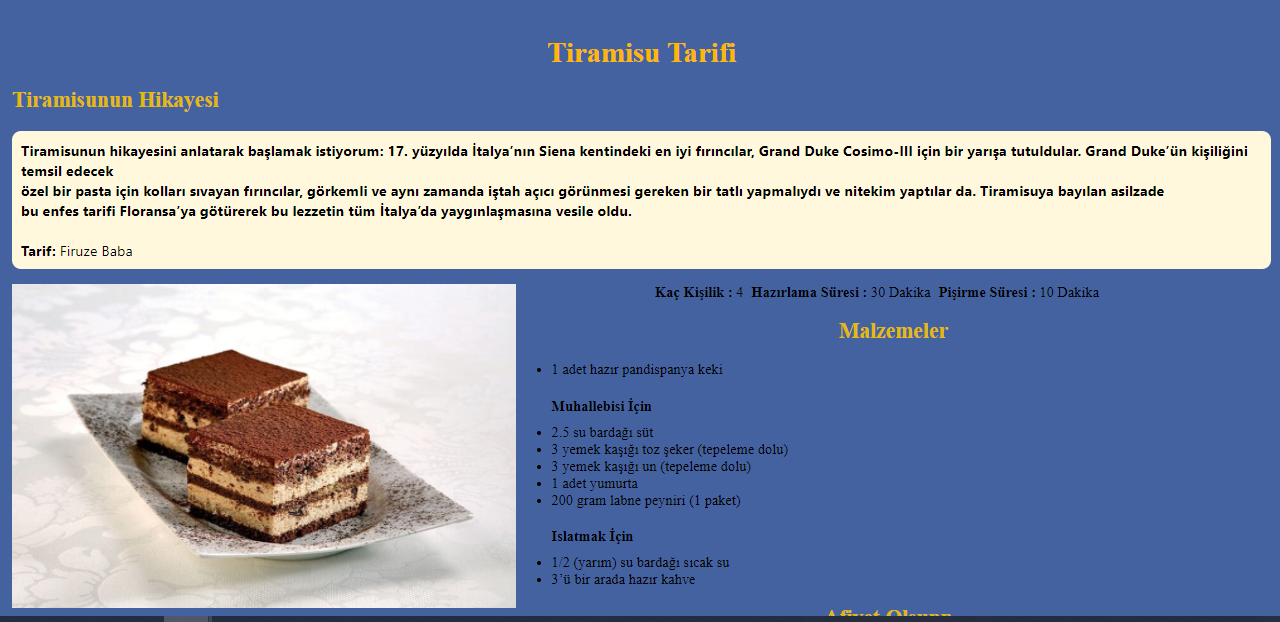 Tiramisu Tarifi
Tiramisunun Hikayesi
Tiramisunun hikayesini anlatarak başlamak istiyorum: 17. yüzyılda İtalya’nın Siena kentindeki en iyi fırıncılar, Grand Duke Cosimo-III için bir yarışa tutuldular. Grand Duke’ün kişiliğini
temsil edecek
özel bir pasta için kolları sıvayan fırıncılar, görkemli ve aynı zamanda iştah açıcı görünmesi gereken bir tatlı yapmalıydı ve nitekim yaptılar da. Tiramisuya bayılan asilzade
bu enfes tarifi Floransa’ya götürerek bu lezzetin tüm İtalya’da yaygınlaşmasına vesile oldu.
Tarif: Firuze Baba
Kaç Kişilik : 4 Hazırlama Süresi : 30 Dakika Pişirme Süresi : 10 Dakika
Malzemeler
• 1 adet hazır pandispanya keki
Muhallebisi İçin
• 2.5 su bardağı süt
• 3 yemek kaşığı toz şeker (tepeleme dolu)
• 3 yemek kaşığı un (tepeleme dolu)
• 1 adet yumurta
• 200 gram labne peyniri (1 paket)
Islatmak İçin
• 1/2 (yarım) su bardağı sıcak su
• 3’ü bir arada hazır kahve
Afiyet